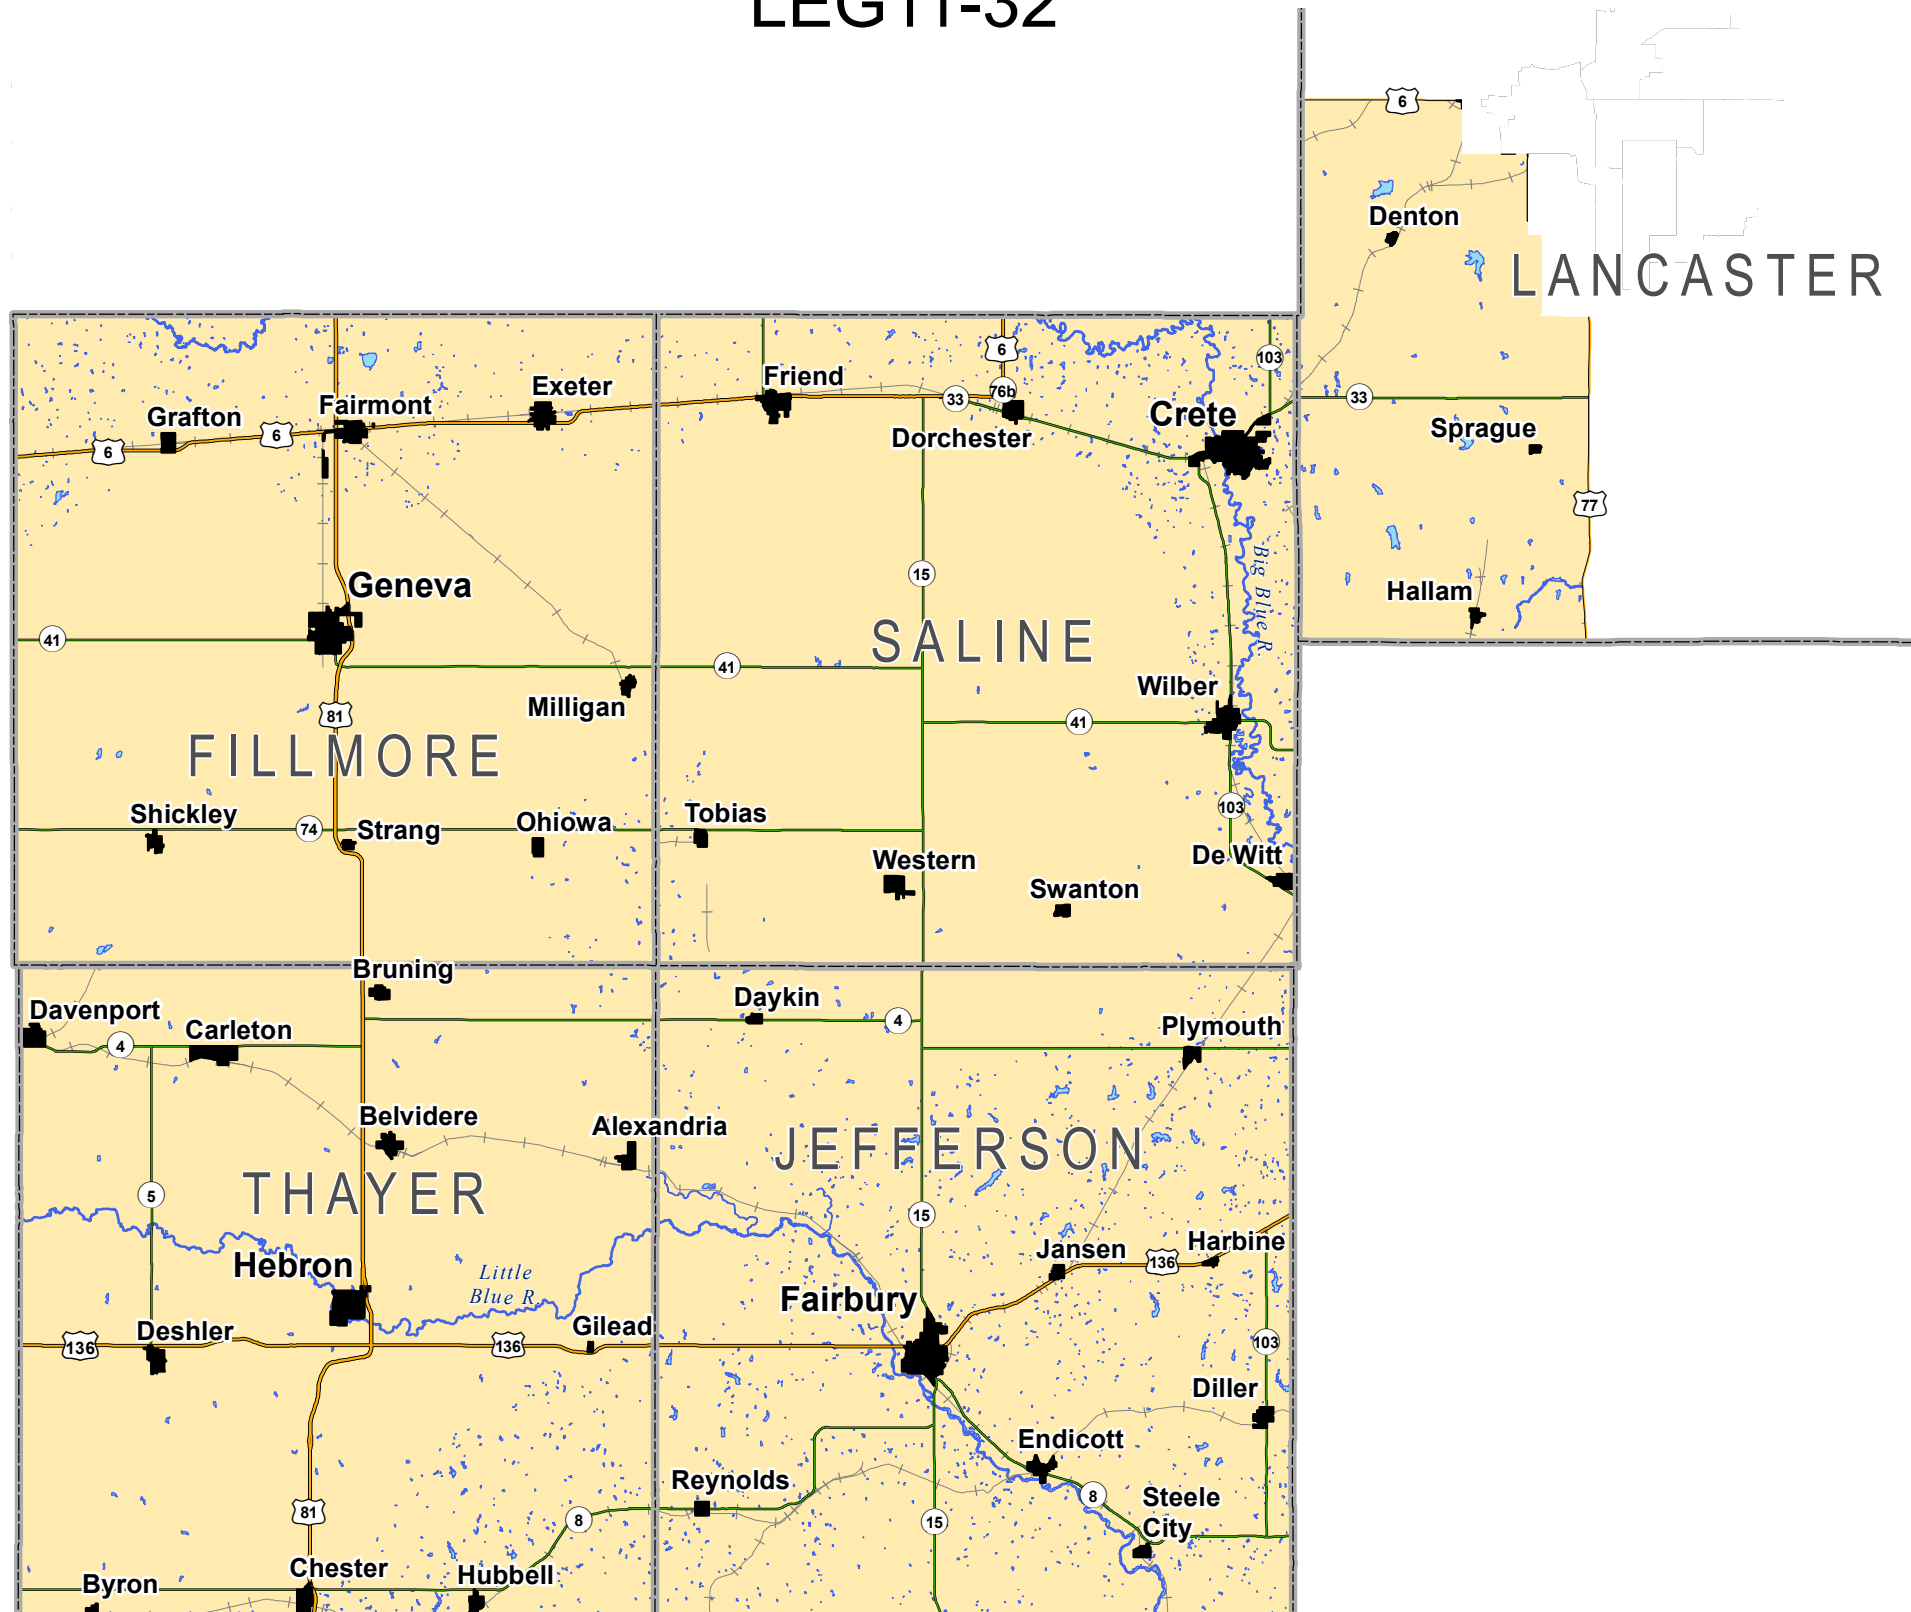 LEG11-32
6
Denton
LANCASTER
6
103
Friend
Exeter
76b
33
33
Fairmont
Grafton
Crete
6
6
Dorchester
Sprague
77
Big Blue R.
15
Geneva
Hallam
41
SALINE
41
Wilber
Milligan
81
41
FILLMORE
103
Shickley
74
Strang
Ohiowa
Tobias
De Witt
Western
Swanton
Bruning
Daykin
Davenport
4
Plymouth
Carleton
4
Belvidere
Alexandria
JEFFERSON
THAYER
5
15
Harbine
Jansen
136
Hebron
Little
Blue R.
Fairbury
Gilead
Deshler
136
136
103
Diller
Endicott
Reynolds
8
Steele
City
81
8
15
Chester
Hubbell
Byron